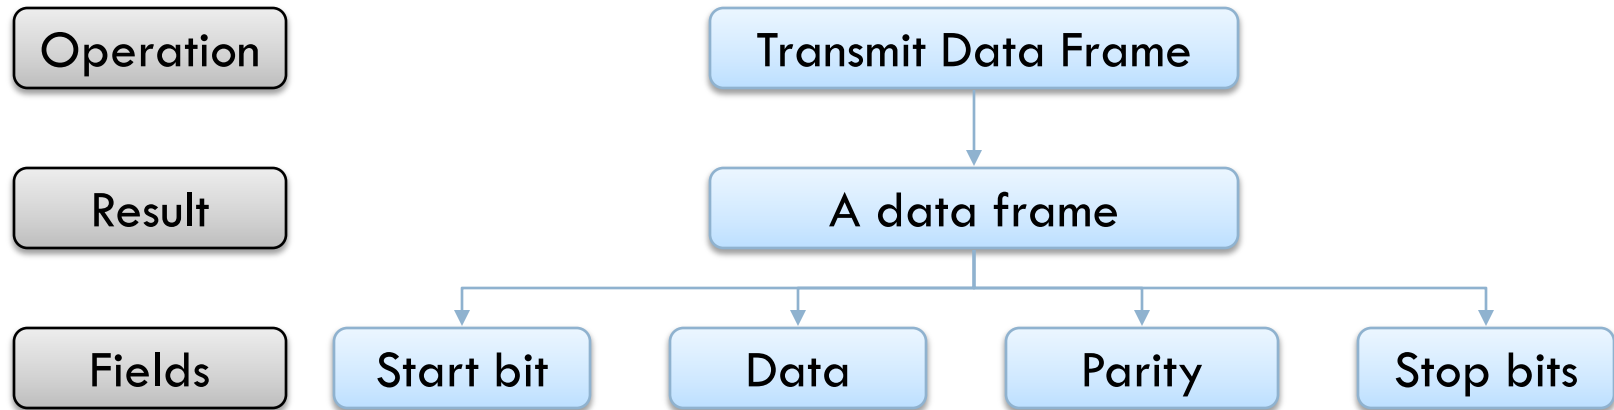 Operation
Transmit Data Frame
Result
A data frame
Fields
Start bit
Data
Parity
Stop bits